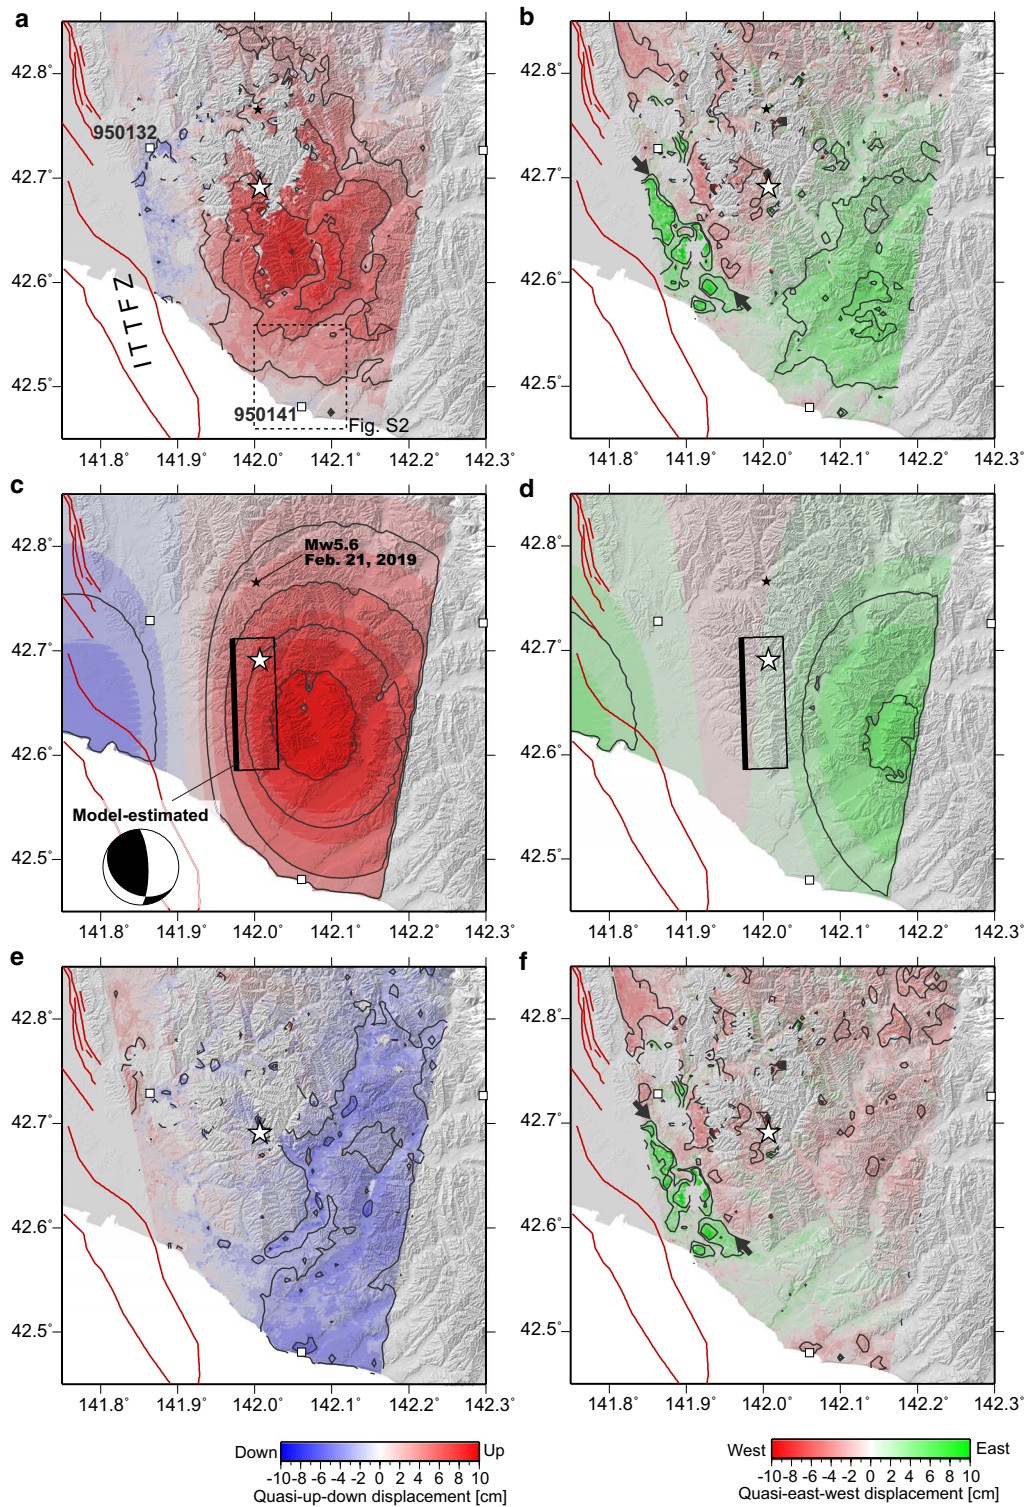 a
b
42.8˚
42.7˚
42.6˚
42.5˚
950132
ITTFZ
950141
Fig. S2
141.8˚ 141.9˚ 142.0˚ 142.1˚ 142.2˚ 142.3˚
42.8˚
42.7˚
42.6˚
42.5˚
141.8˚ 141.9˚ 142.0˚ 142.1˚ 142.2˚ 142.3˚
c
d
42.8˚
42.7˚
42.6˚
42.5˚
Mw5.6
Feb. 21, 2019
Model-estimated
141.8˚ 141.9˚ 142.0˚ 142.1˚ 142.2˚ 142.3˚
42.8˚
42.7˚
42.6˚
42.5˚
141.8˚ 141.9˚ 142.0˚ 142.1˚ 142.2˚ 142.3˚
e
f
42.8˚
42.7˚
42.6˚
42.5˚
141.8˚ 141.9˚ 142.0˚ 142.1˚ 142.2˚ 142.3˚
42.8˚
42.7˚
42.6˚
42.5˚
141.8˚ 141.9˚ 142.0˚ 142.1˚ 142.2˚ 142.3˚
Down Up
-10 -8 -6 -4 -2 0 2 4 6 8 10
Quasi-up-down displacement [cm]
West East
-10 -8 -6 -4 -2 0 2 4 6 8 10
Quasi-east-west displacement [cm]